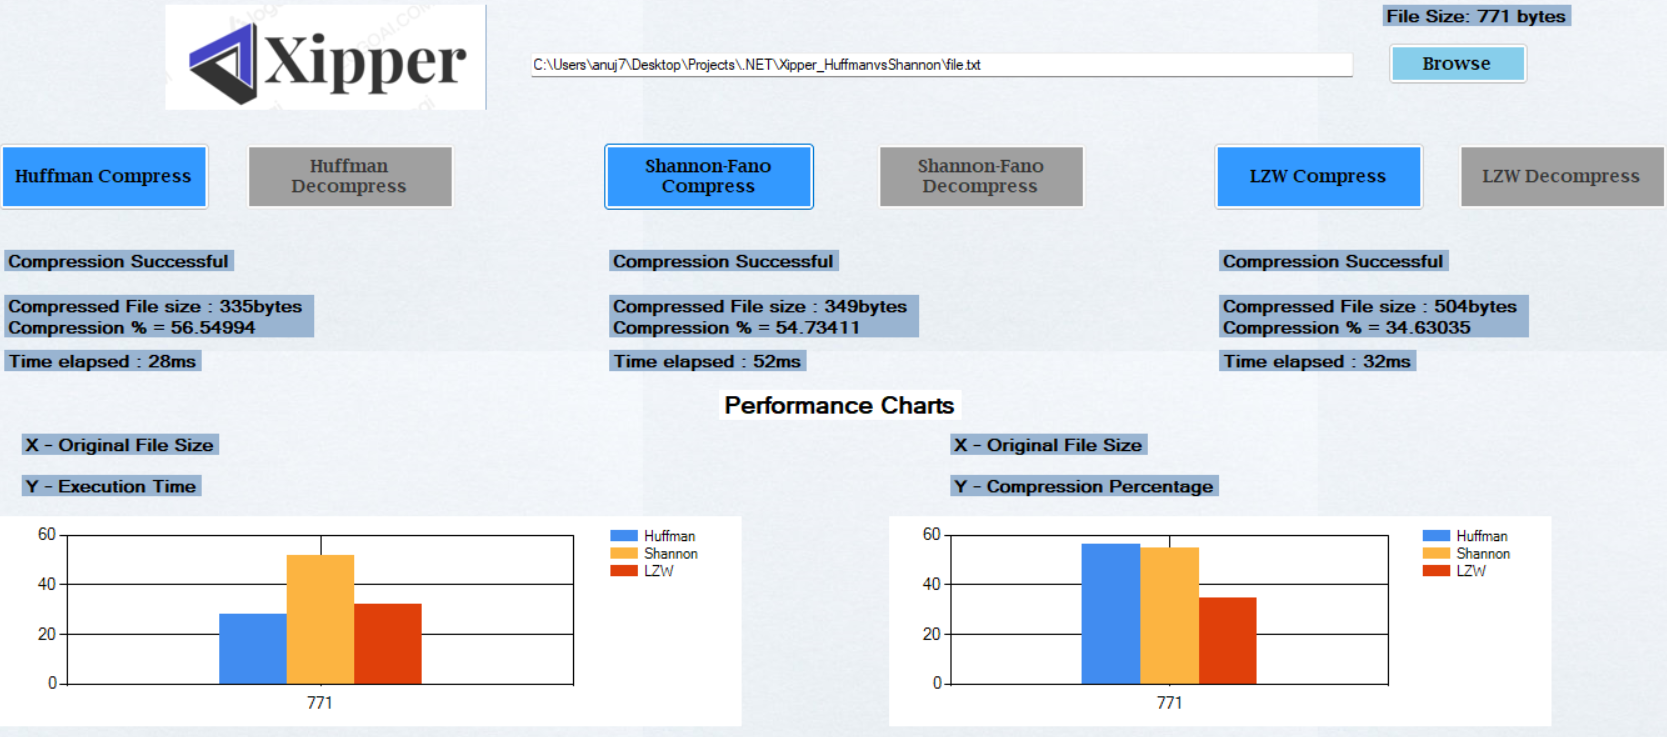 File Size: 771 bytes
Xipper
C:\Users\anuj7\Desktop\Projects\.NET\Xipper_HuffmanvsShannon\file.txt
Browse
Huffman Compress
Huffman
Decompress
Shannon-Fano
Compress
Shannon-Fano
Decompress
LZW Compress
LZW Decompress
Compression Successful
Compressed File size : 335bytes
Compression % = 56.54994
Time elapsed : 28ms
Compression Successful
Compressed File size : 349bytes
Compression % = 54.73411
Time elapsed : 52ms
Compression Successful
Compressed File size : 504bytes
Compression % = 34.63035
Time elapsed : 32ms
Performance Charts
X - Original File Size
Y - Execution Time
60
40
20
0
771
Huffman
Shannon
LZW
X - Original File Size
Y - Compression Percentage
60
40
20
0
771
Huffman
Shannon
LZW